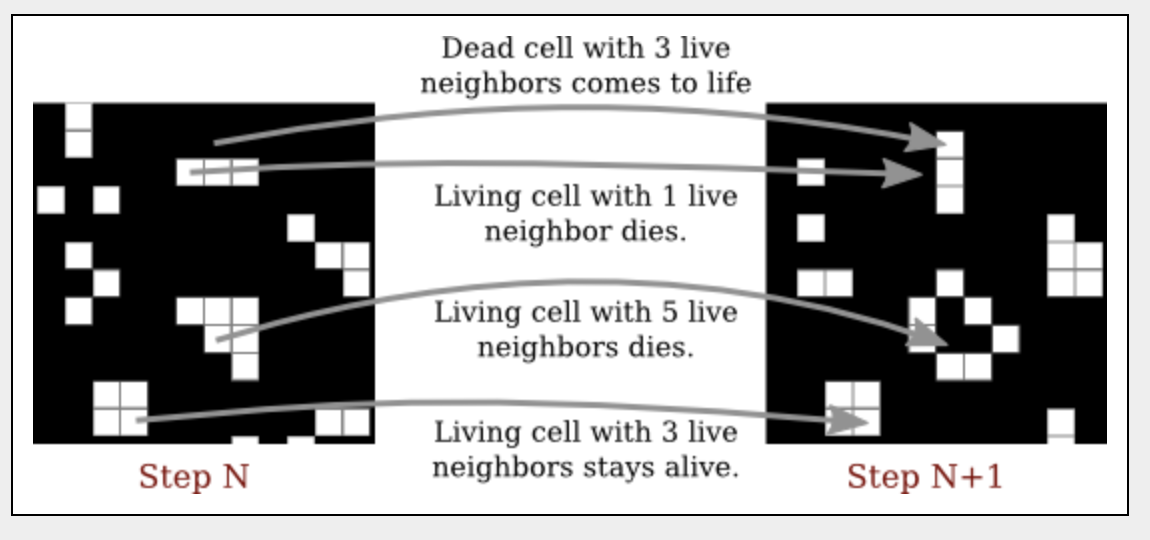 Dead cell with 3 live
neighbors comes to life
Living cell with 1 live
neighbor dies.
Living cell with 5 live
neighbors dies.
Living cell with 3 live
neighbors stays alive.
Step N
Step N+1